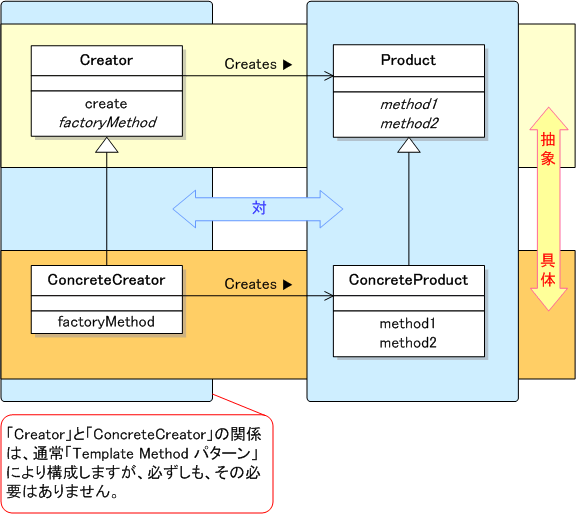 Creator
create
factoryMethod
Creates ▶
Product
method1
method2
抽象
対
具体
ConcreteCreator
factoryMethod
Creates ▶
ConcreteProduct
method1
method2
「Creator」と「ConcreteCreator」の関係
は、通常「Template Method パターン」
により構成しますが、必ずしも、その必
要はありません。